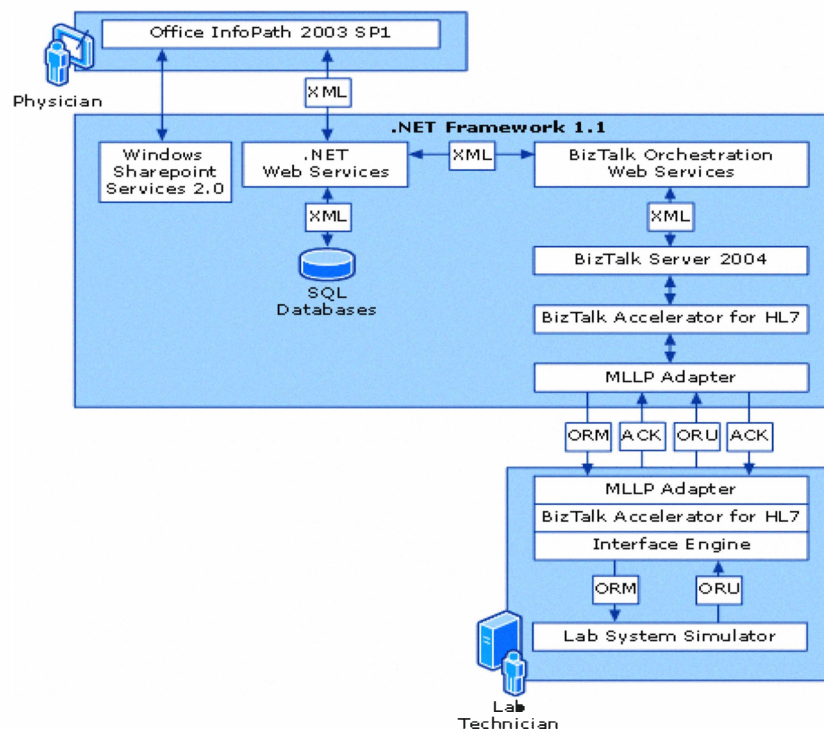 Office InfoPath 2003 SP1
Physician
XML
.NET Framework 1.1
Windows
Sharepoint
Services 2.0
.NET
Web Services
XML
BizTalk Orchestration
Web Services
XML
XML
BizTalk Server 2004
SQL
Databases
BizTalk Accelerator for HL7
MLLP Adapter
ORM
ACK
ORU
ACK
MLLP Adapter
BizTalk Accelerator for HL7
Interface Engine
ORM
ORU
Lab System Simulator
Lab
Technician